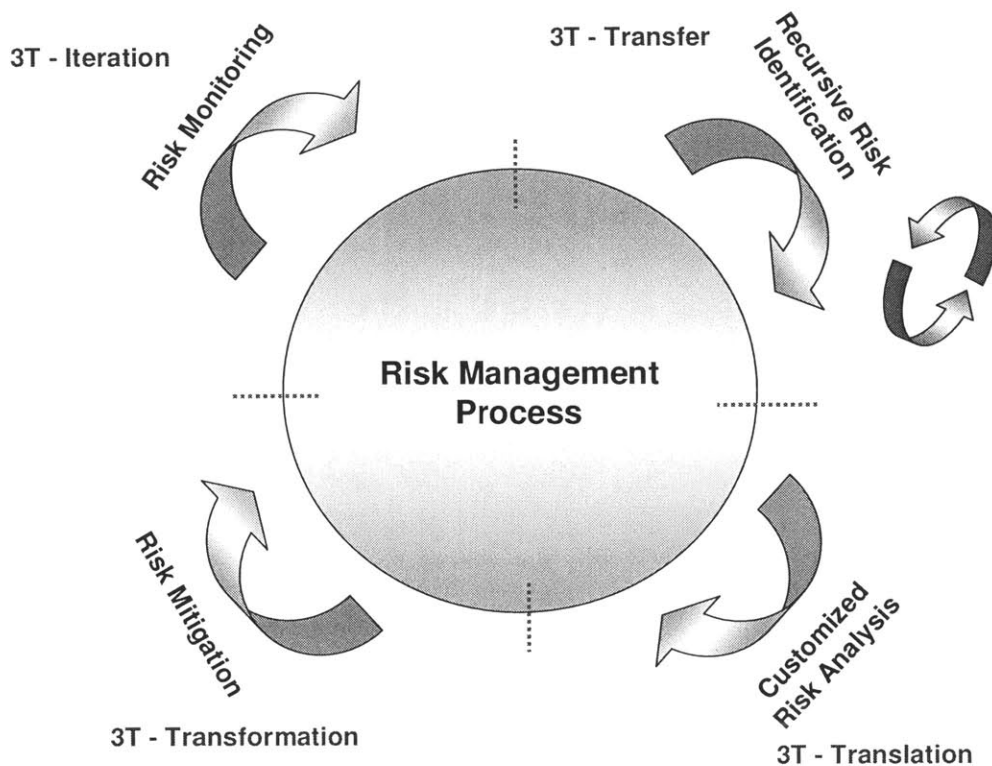 3T - Iteration
Risk Monitoring
3T - Transfer
Recursive Risk
Identification
Risk Management
Process
Risk Mitigation
3T - Transformation
Customized
Risk Analysis
3T - Translation